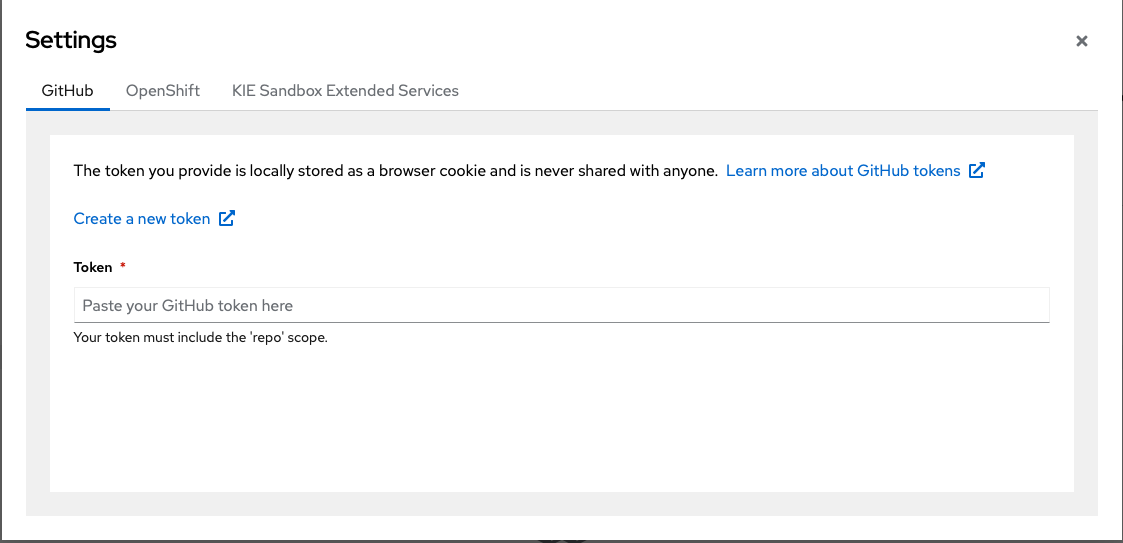 Settings
GitHub OpenShift KIE Sandbox Extended Services
The token you provide is locally stored as a browser cookie and is never shared with anyone. Learn more about GitHub tokens
Create a new token
Token *
Paste your GitHub token here
Your token must include the 'repo' scope.